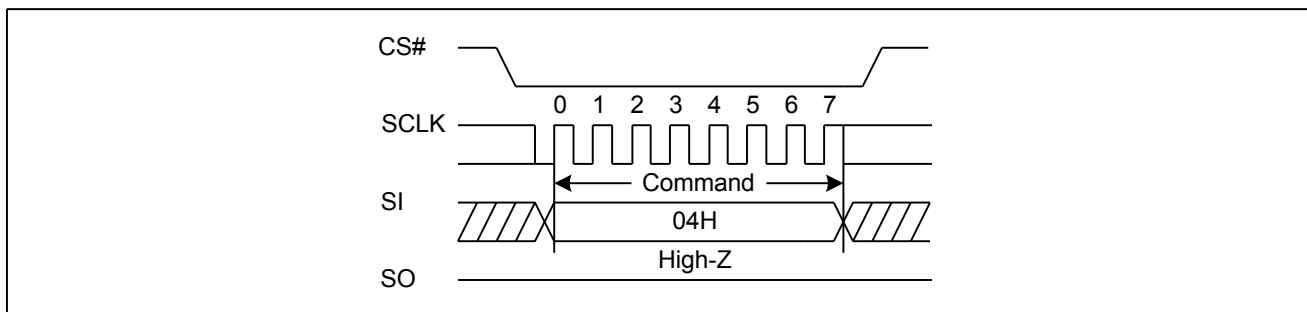 CS#
0 1 2 3 4 5 6 7
SCLK
Command
SI
04H
High-Z
SO